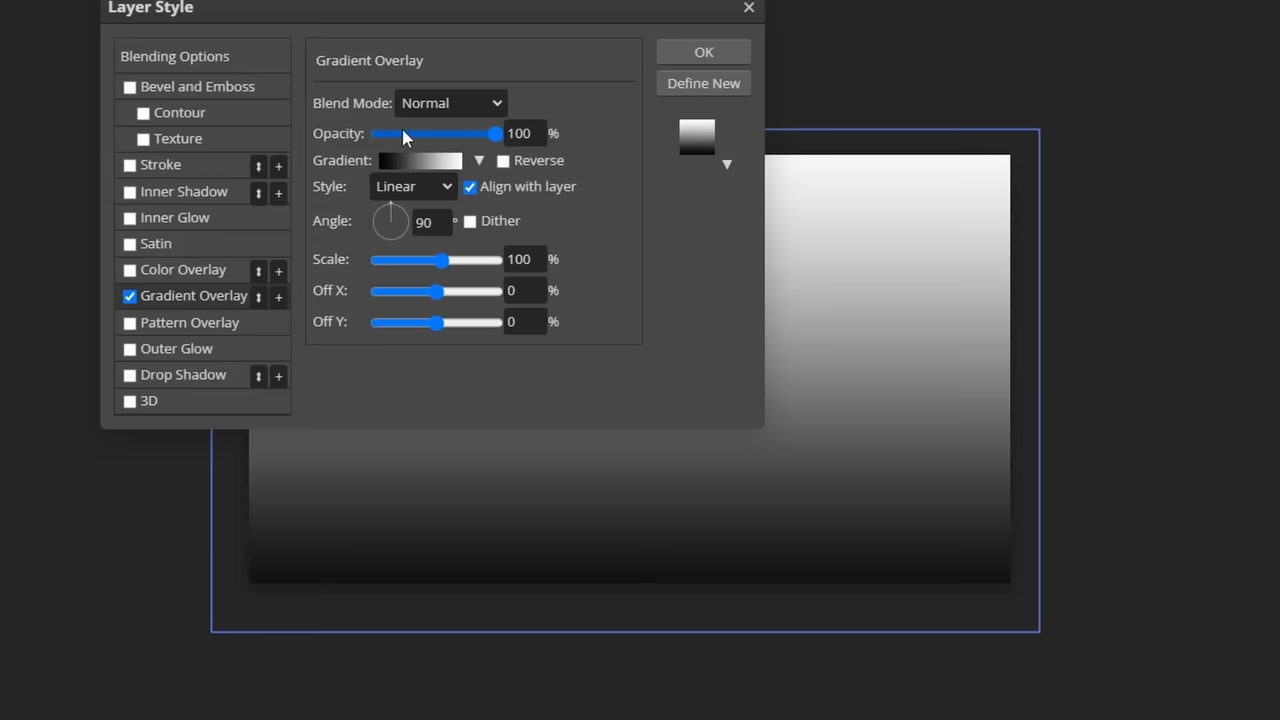 Layer Style
Blending Options
Bevel and Emboss
Contour
Texture
Stroke +
Inner Shadow +
Inner Glow
Satin
Color Overlay +
Gradient Overlay +
Pattern Overlay
Outer Glow
Drop Shadow +
3D
Gradient Overlay
Blend Mode: Normal
Opacity: 100 %
Gradient: Reverse
Style: Linear Align with layer
Angle: 90 ° Dither
Scale: 100 %
Off X: 0 %
Off Y: 0 %
OK
Define New